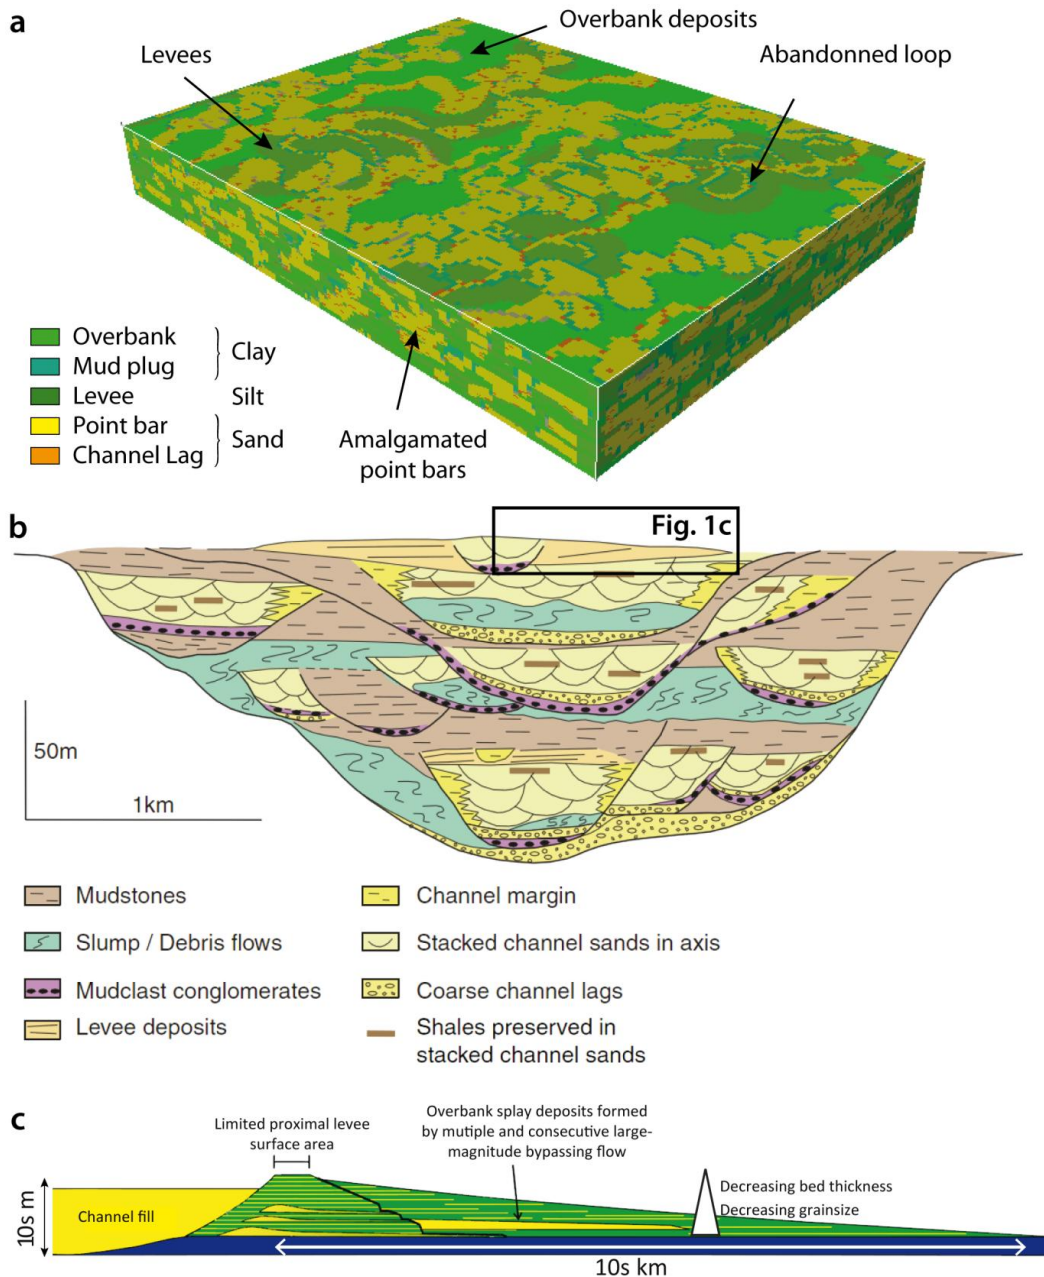 a
Overbank deposits
Levees
Abandonned loop
Overbank
Mud plug
Clay
Levee
Silt
Point bar
Channel Lag
Sand
Amalgamated
point bars
b
Fig. 1c
50m
1km
Mudstones
Channel margin
Slump / Debris flows
Stacked channel sands in axis
Mudclast conglomerates
Coarse channel lags
Levee deposits
Shales preserved in
stacked channel sands
c
Limited proximal levee
surface area
Overbank splay deposits formed
by mutiple and consecutive large-
magnitude bypassing flow
10s m
Channel fill
Decreasing bed thickness
Decreasing grainsize
10s km